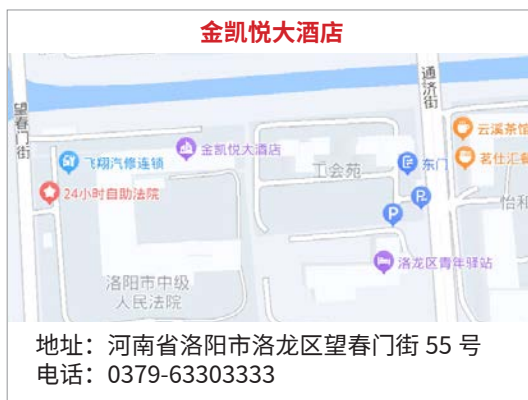 金凯悦大酒店
望春门街
通济街
云溪茶馆
飞翔汽修连锁
金凯悦大酒店
工会苑
东门
茗仕汇餐
24小时自助法院
P
怡和
P
洛龙区青年驿站
洛阳市中级
人民法院
地址：河南省洛阳市洛龙区望春门街 55 号
电话：0379-63303333